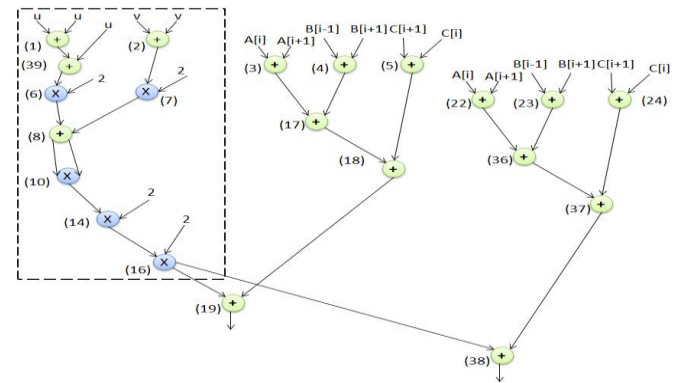 u u u v v
(1) + (2) +
(39) +
(6) X 2 X 2 (7)
(8) +
(10) X
(14) X 2
(16) X 2
A[i] A[i+1] B[i-1] B[i+1] C[i+1] C[i]
(3) + (4) + (5) +
(17) +
(18) +
(19) +
A[i] A[i+1] B[i-1] B[i+1] C[i+1] C[i]
(22) + (23) + + (24)
(36) +
(37) +
(38) +